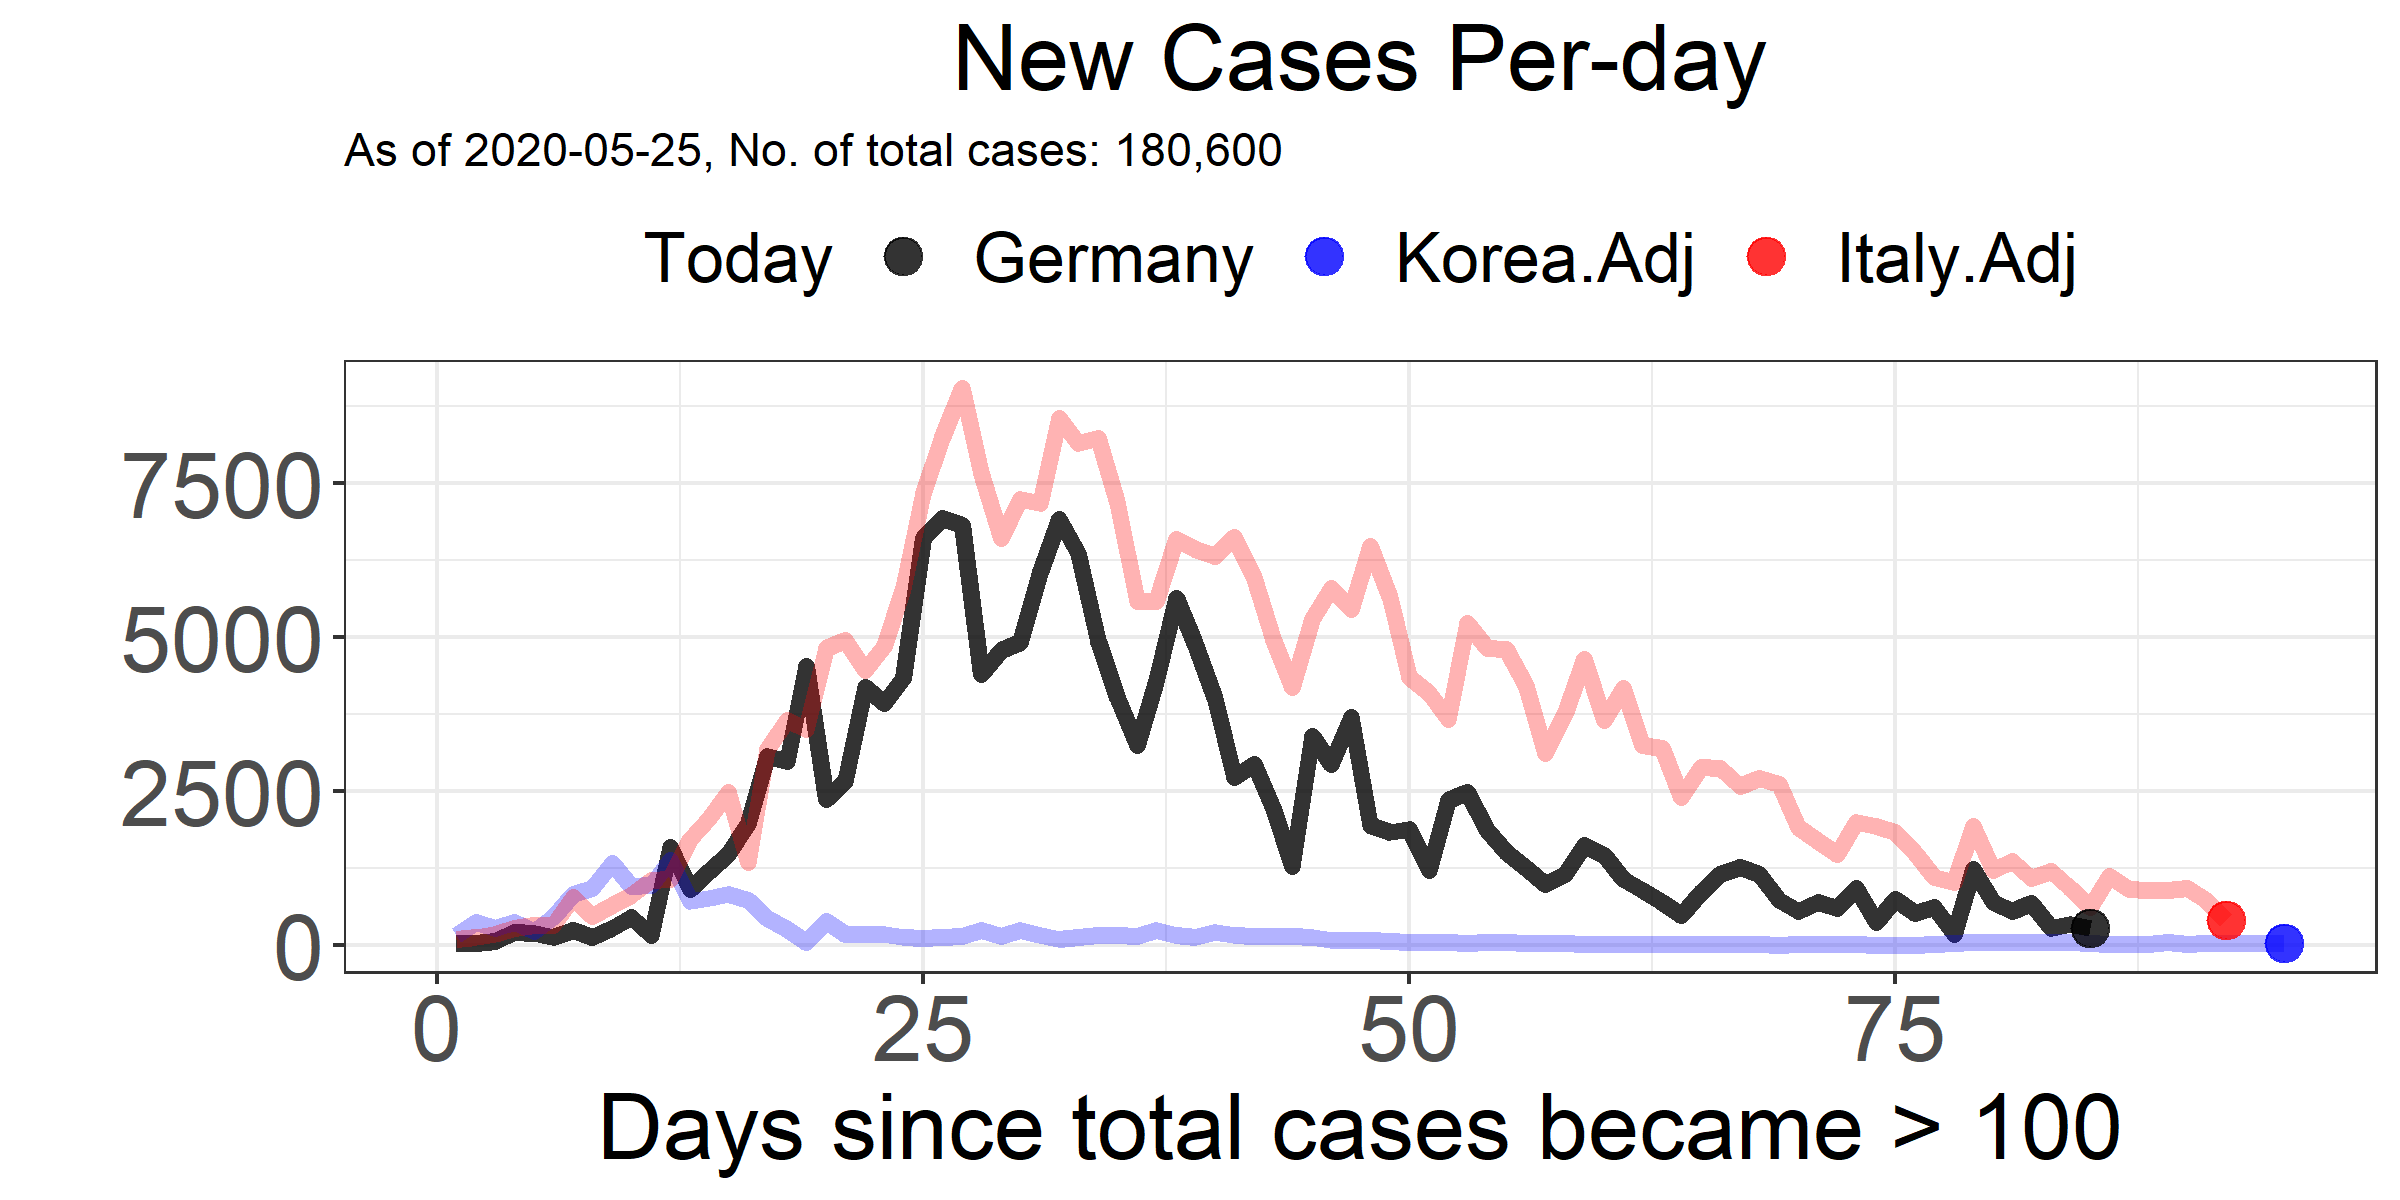 New Cases Per-day
As of 2020-05-25, No. of total cases: 180,600
Today Germany Korea.Adj Italy.Adj
7500
5000
2500
0
0 25 50 75
Days since total cases became > 100